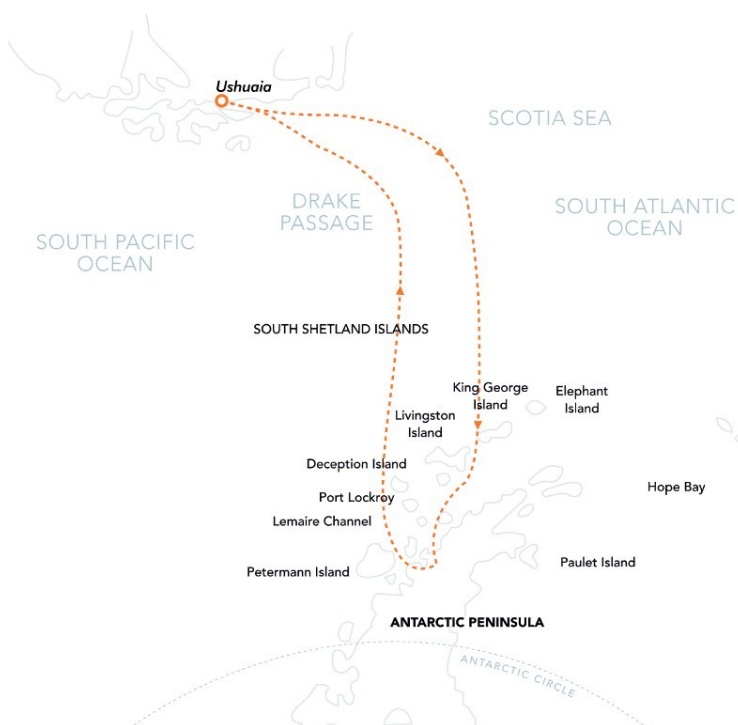 Ushuaia
SCOTIA SEA
DRAKE
PASSAGE
SOUTH ATLANTIC
OCEAN
SOUTH PACIFIC
OCEAN
SOUTH SHETLAND ISLANDS
King George
Island
Elephant
Island
Livingston
Island
Deception Island
Hope Bay
Port Lockroy
Lemaire Channel
Paulet Island
Petermann Island
ANTARCTIC PENINSULA
ANTARCTIC CIRCLE